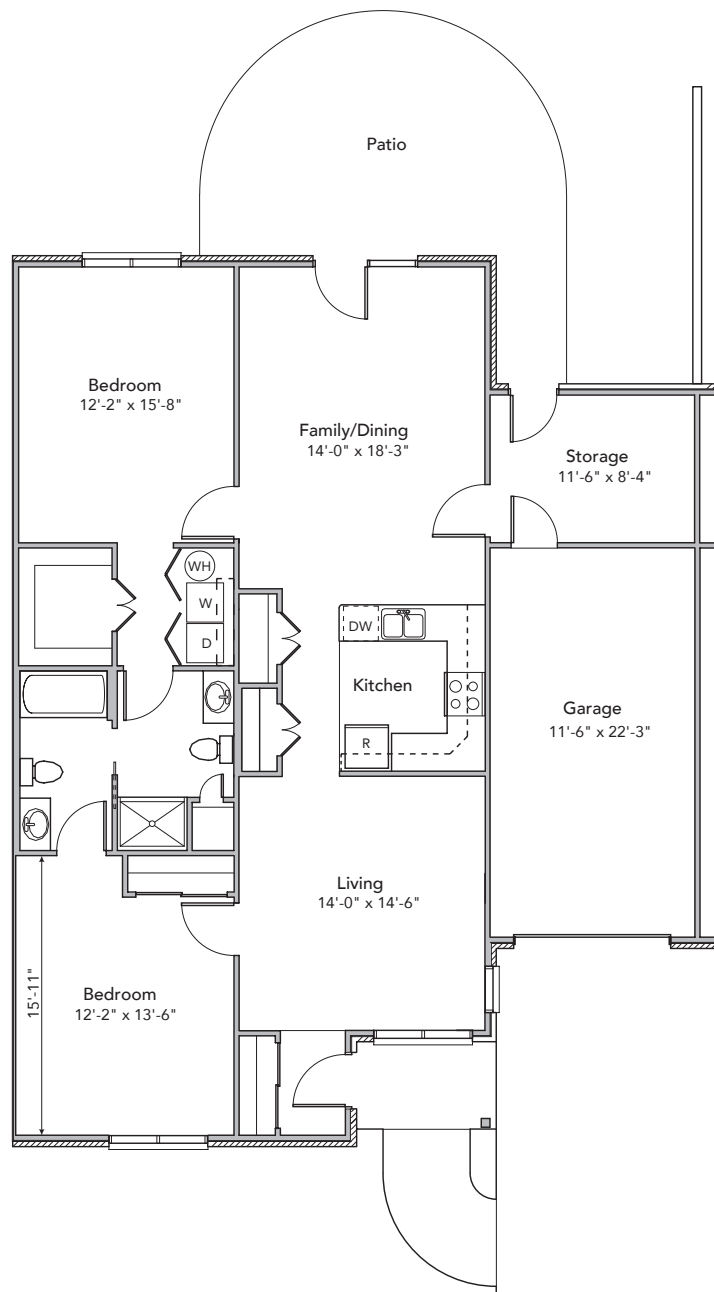 Patio
Bedroom
12'-2" x 15'-8"
Family/Dining
14'-0" x 18'-3"
Storage
11'-6" x 8'-4"
WH
W
D
DW
Kitchen
R
Garage
11'-6" x 22'-3"
Living
14'-0" x 14'-6"
15'-11"
Bedroom
12'-2" x 13'-6"